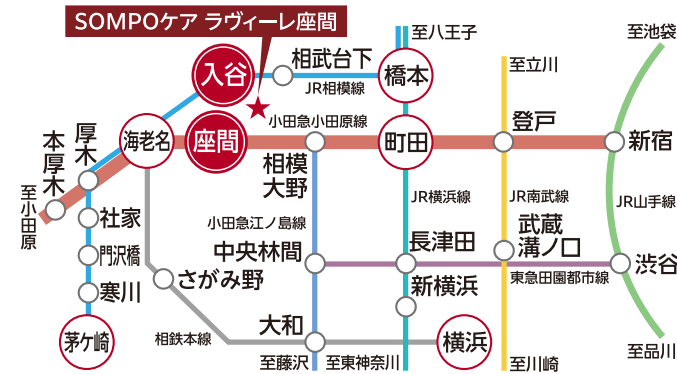 SOMPOケア ラヴィーレ座間
至八王子
至池袋
相武台下
入谷
橋本
至立川
JR相模線
小田急小田原線
登戸
厚木
海老名
座間
町田
新宿
本厚木
相模
大野
至小田原
社家
JR横浜線
JR南武線
JR山手線
小田急江ノ島線
武蔵
溝ノ口
門沢橋
中央林間
長津田
渋谷
さがみ野
東急田園都市線
寒川
新横浜
大和
相鉄本線
茅ケ崎
横浜
至品川
至藤沢
至東神奈川
至川崎